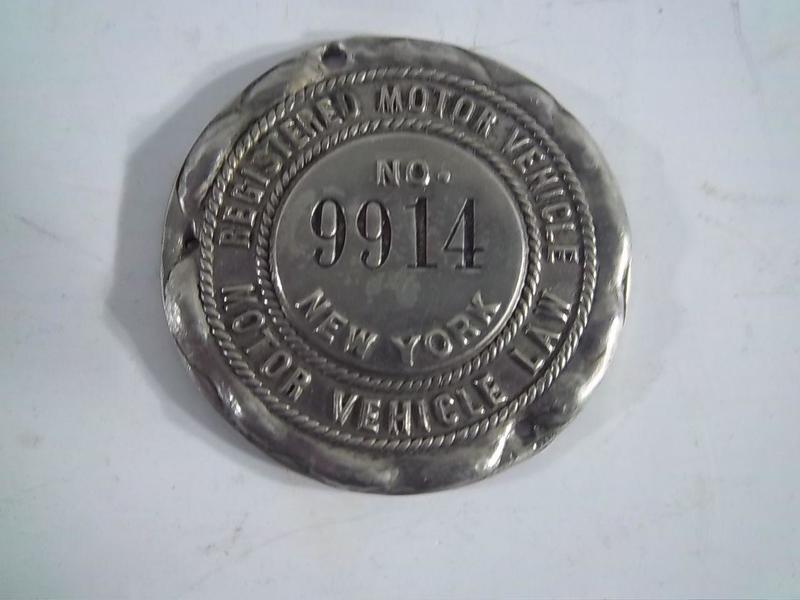 REGISTERED MOTOR VEHICLE
NO.
9914
NEW YORK
MOTOR VEHICLE LAW